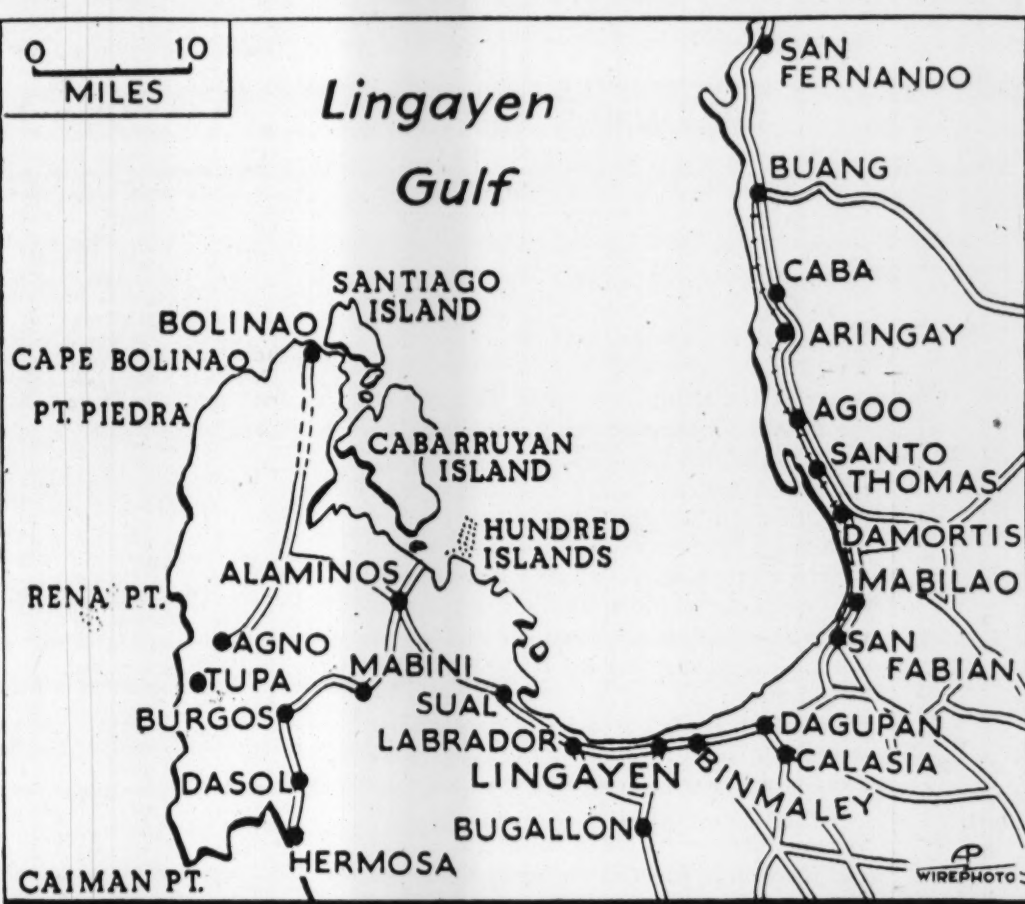 0 10
MILES
Lingayen
Gulf
SAN
FERNANDO
BUANG
CABA
ARINGAY
AGOO
SANTO
THOMAS
DAMORTIS
MABILAO
SAN
FABIAN
SANTIAGO
ISLAND
BOLINAO
CAPE BOLINAO
PT. PIEDRA
CABARRUYAN
ISLAND
HUNDRED
ISLANDS
ALAMINOS
RENA PT.
AGNO
TUPA
MABINI
BURGOS
SUAL
LABRADOR
LINGAYEN
DAGUPAN
CALASIA
BINMALEY
DASOL
BUGALLON
HERMOSA
CAIMAN PT.
AP
WIREPHOTO